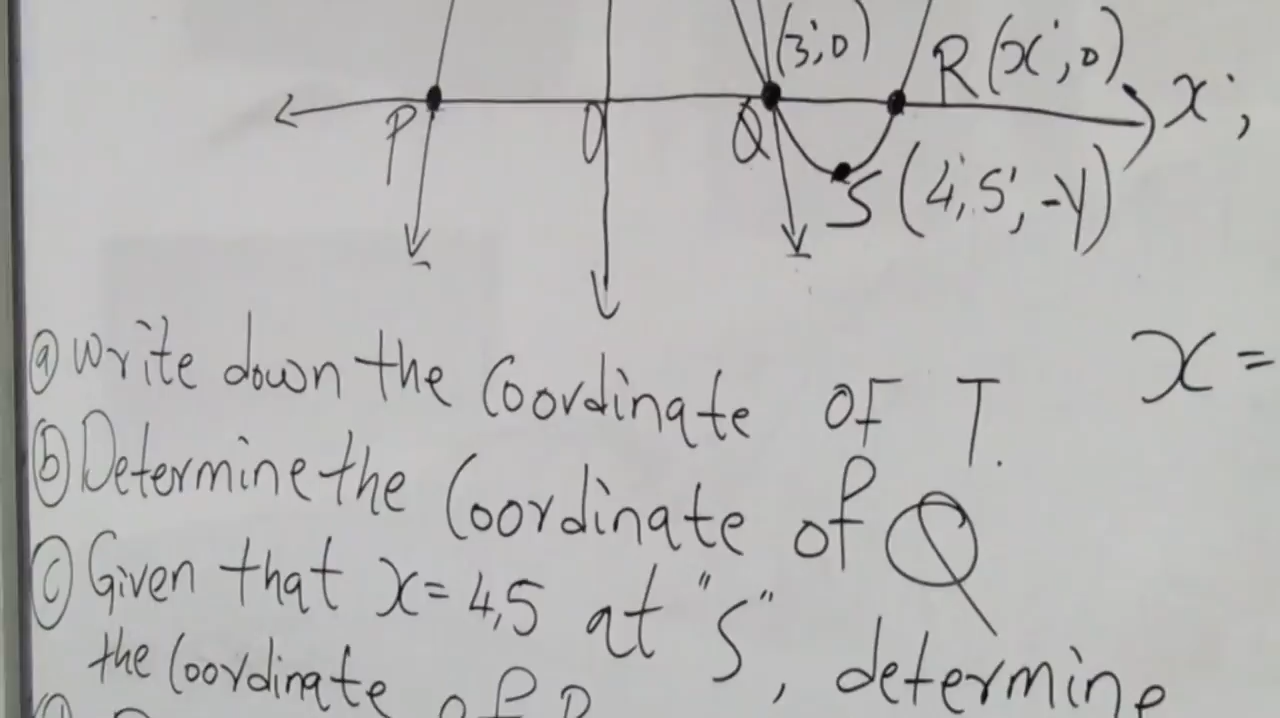 (3;0)
R(x;0)
x;
P
O
Q
S(4,5;-y)
x =
(a) Write down the Coordinate OF T.
(b) Determine the Coordinate of Q
(c) Given that x = 4,5 at "S", determine
the Coordinate of R